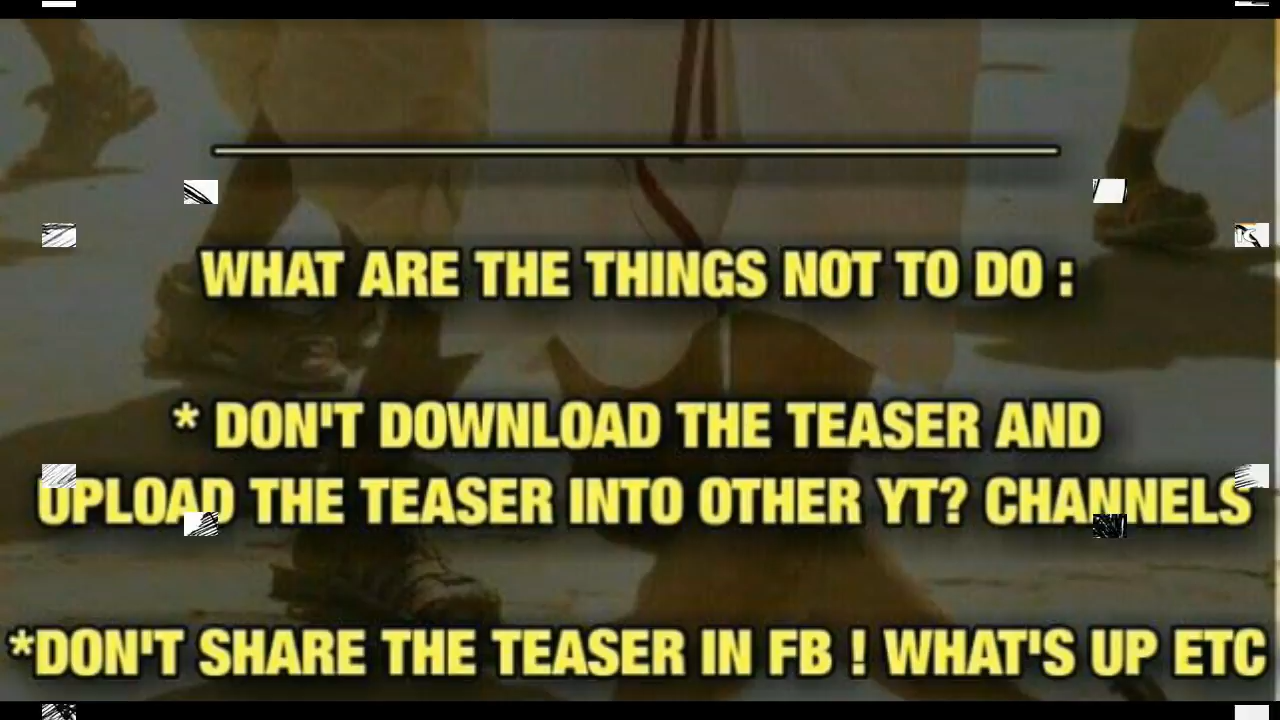 WHAT ARE THE THINGS NOT TO DO :
* DON'T DOWNLOAD THE TEASER AND
UPLOAD THE TEASER INTO OTHER YT? CHANNELS
*DON'T SHARE THE TEASER IN FB ! WHAT'S UP ETC